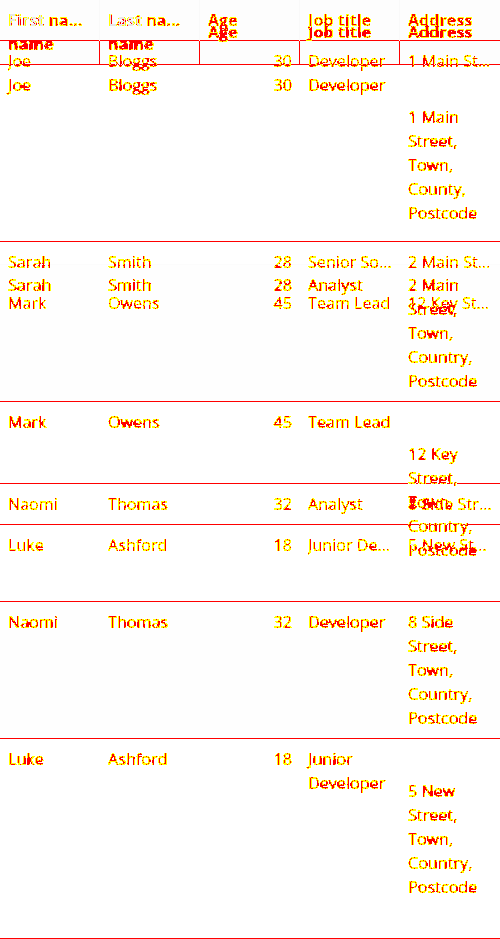 First na... Last na... Age Job title Address
name name Age Job title Address
Joe Bloggs 30 Developer 1 Main St...
Joe Bloggs 30 Developer
1 Main
Street,
Town,
County,
Postcode
Sarah Smith 28 Senior So... 2 Main St...
Sarah Smith 28 Analyst 2 Main
Mark Owens 45 Team Lead 12 Key St...
Street,
Town,
Country,
Postcode
Mark Owens 45 Team Lead
12 Key
Street,
Naomi Thomas 32 Analyst 8 Side Str...
Town,
Country,
Luke Ashford 18 Junior De... 5 New St...
Postcode
Naomi Thomas 32 Developer 8 Side
Street,
Town,
Country,
Postcode
Luke Ashford 18 Junior
Developer
5 New
Street,
Town,
Country,
Postcode